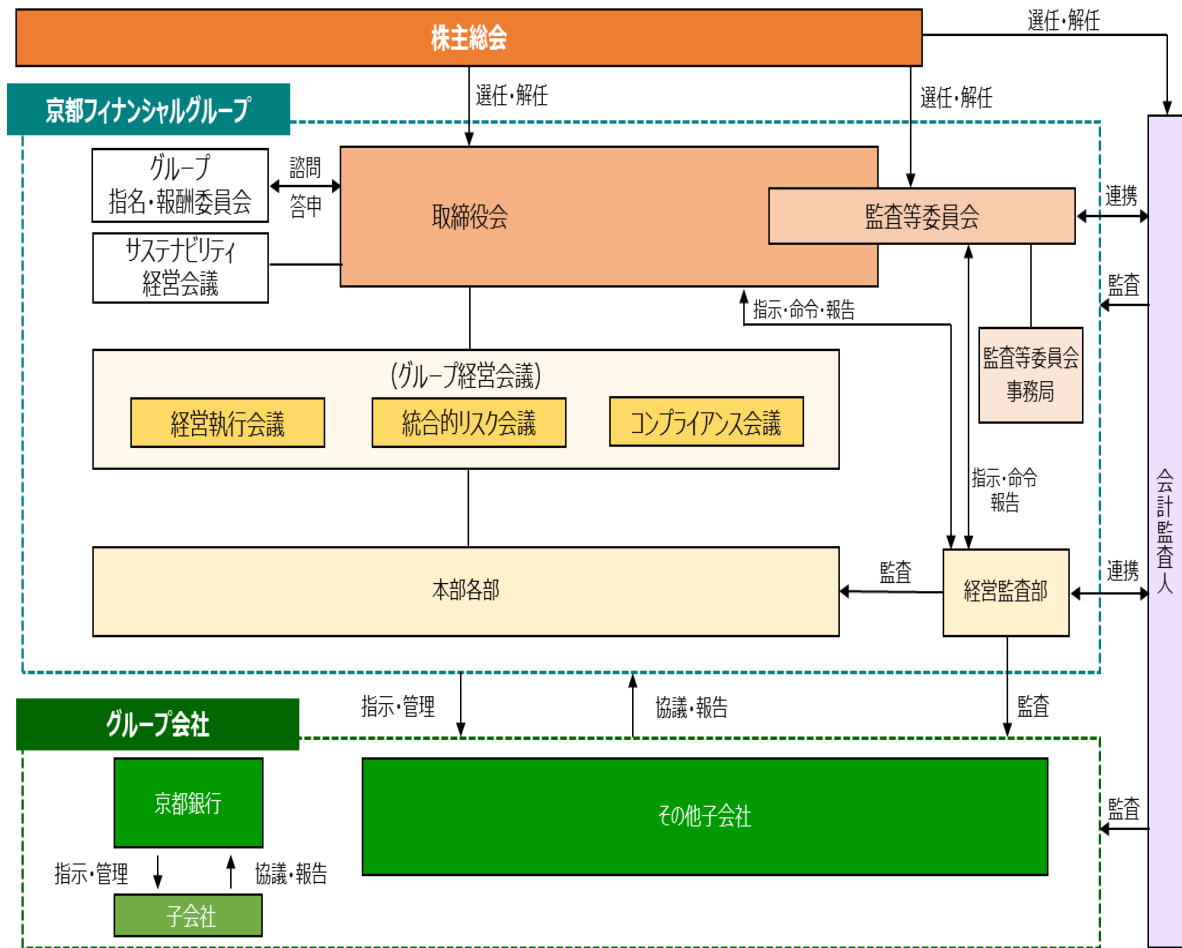 株主総会
選任・解任
京都フィナンシャルグループ
選任・解任
選任・解任
グループ
指名・報酬委員会
諮問
答申
取締役会
監査等委員会
連携
サステナビリティ
経営会議
監査
指示・命令・報告
監査等委員会
事務局
(グループ経営会議)
経営執行会議
統合的リスク会議
コンプライアンス会議
指示・命令
報告
会計監査人
本部各部
監査
経営監査部
連携
指示・管理
協議・報告
監査
グループ会社
京都銀行
その他子会社
監査
指示・管理
協議・報告
子会社